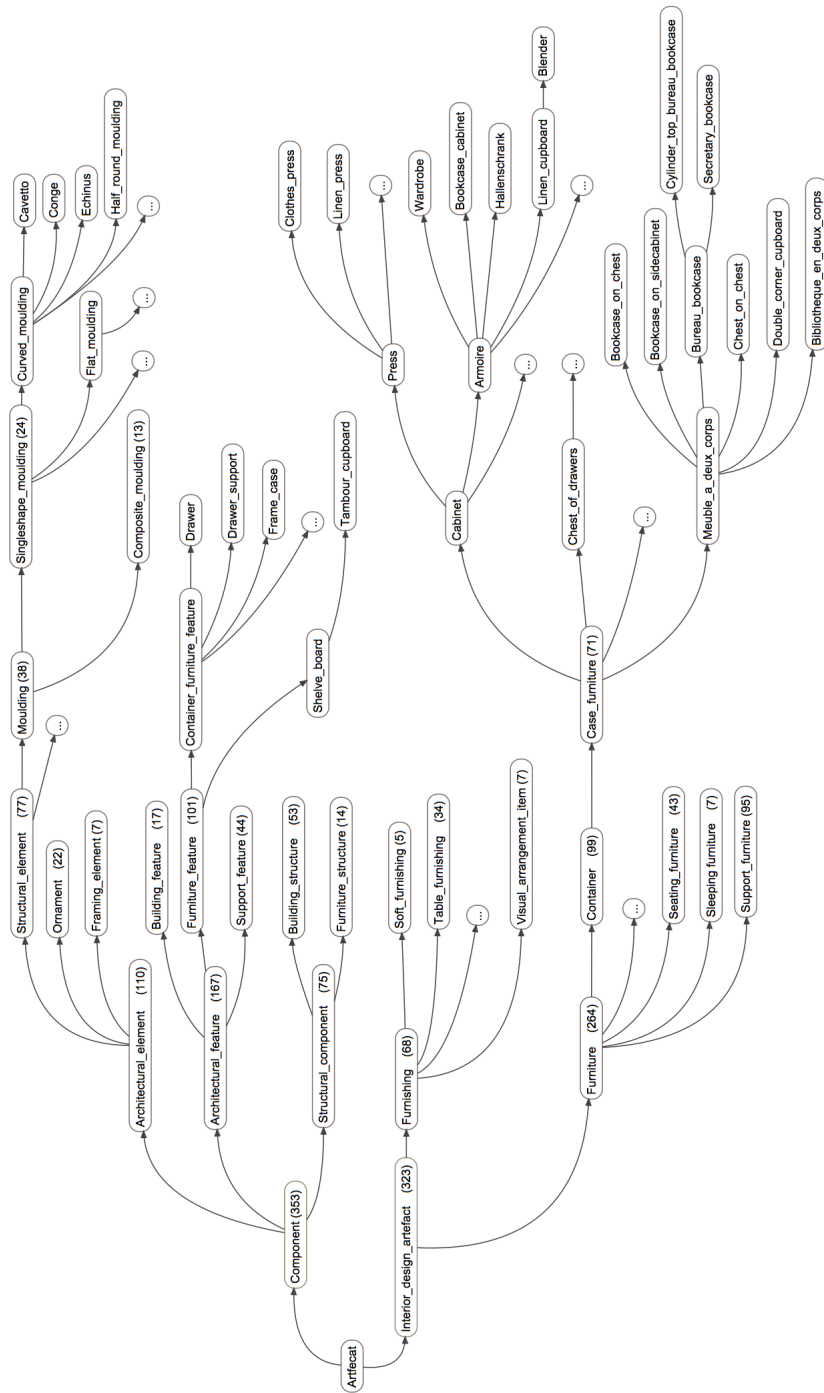 Artfecat
Component (353)
Interior_design_artefact (323)
Architectural_element (110)
Architectural_feature (167)
Structural_component (75)
Furnishing (68)
Furniture (264)
Structural_element (77)
Ornament (22)
Framing_element (7)
Building_feature (17)
Furniture_feature (101)
Support_feature (44)
Building_structure (53)
Furniture_structure (14)
Soft_furnishing (5)
Table_furnishing (34)
...
Visual_arrangement_item (7)
Container (99)
...
Seating_furniture (43)
Sleeping furniture (7)
Support_furniture (95)
Moulding (38)
...
Container_furniture_feature
Shelve_board
Case_furniture (71)
Singleshape_moulding (24)
Composite_moulding (13)
Drawer
Drawer_support
Frame_case
...
Tambour_cupboard
Cabinet
Chest_of_drawers
...
Meuble_a_deux_corps
Curved_moulding
Flat_moulding
...
Press
Armoire
...
...
Bookcase_on_chest
Bookcase_on_sidecabinet
Bureau_bookcase
Chest_on_chest
Double_corner_cupboard
Bibliotheque_en_deux_corps
Cavetto
Conge
Echinus
Half_round_moulding
...
...
Clothes_press
Linen_press
...
Wardrobe
Bookcase_cabinet
Hallenschrank
Linen_cupboard
...
Blender
Cylinder_top_bureau_bookcase
Secretary_bookcase